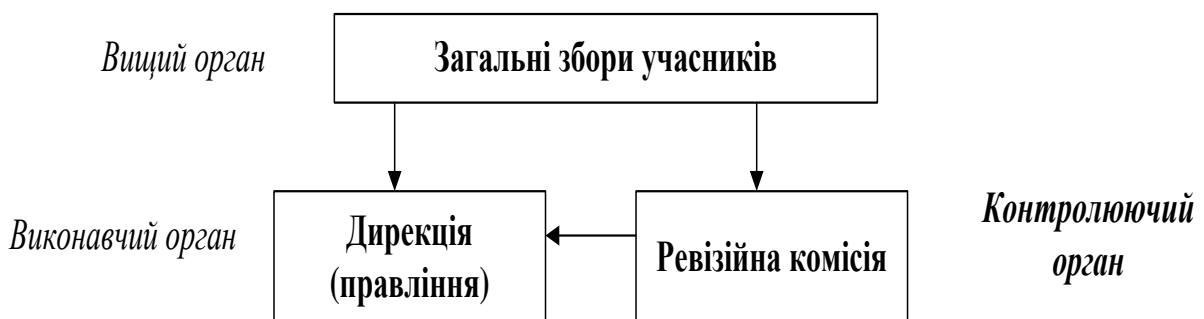 Вищий орган
Загальні збори учасників
Виконавчий орган
Дирекція
(правління)
Ревізійна комісія
Контролюючий
орган